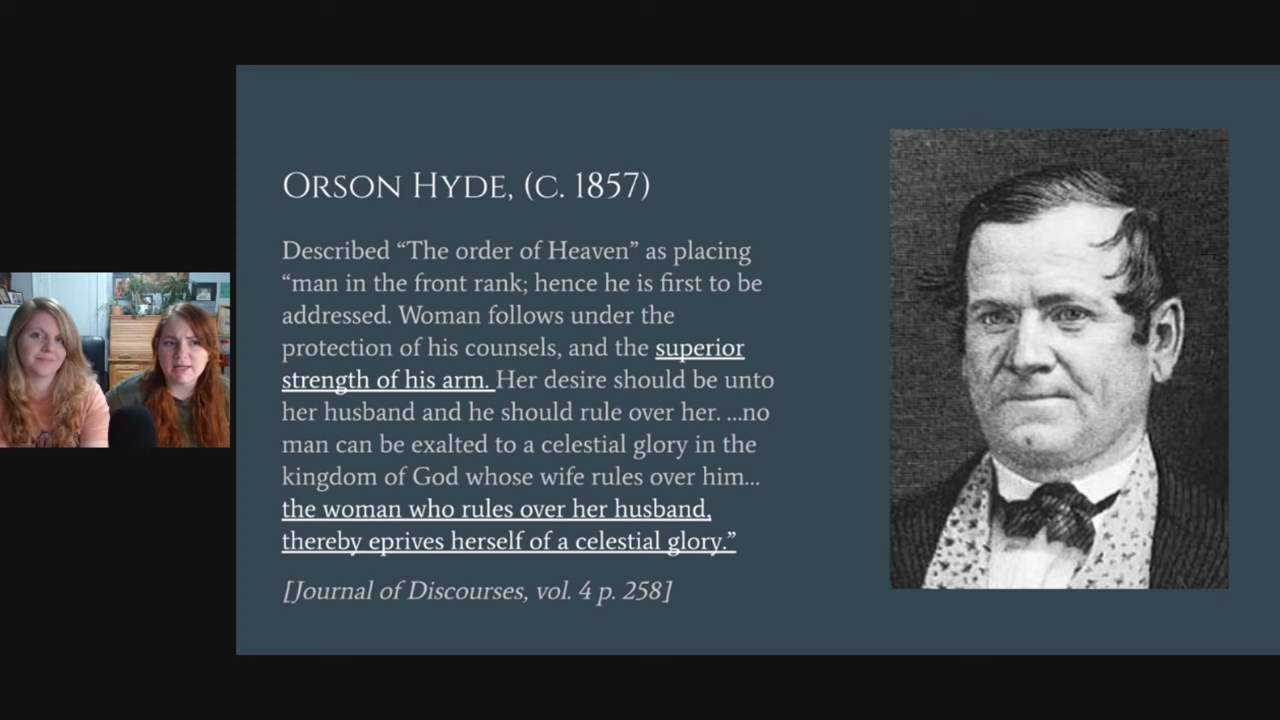 Orson Hyde, (c. 1857)
Described “The order of Heaven” as placing
“man in the front rank; hence he is first to be
addressed. Woman follows under the
protection of his counsels, and the superior
strength of his arm. Her desire should be unto
her husband and he should rule over her. ...no
man can be exalted to a celestial glory in the
kingdom of God whose wife rules over him...
the woman who rules over her husband,
thereby eprives herself of a celestial glory.”
[Journal of Discourses, vol. 4 p. 258]